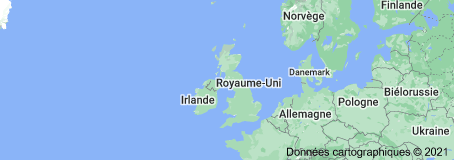 Finlande
Norvège
Danemark
Royaume-Uni
Irlande
Biélorussie
Pologne
Allemagne
Ukraine
Données cartographiques © 2021